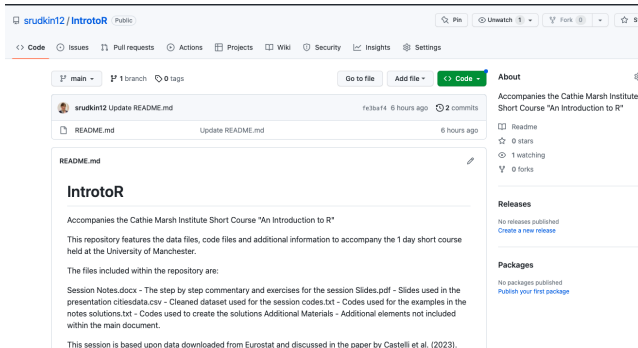 srudkin12 / IntrotoR Public
Pin
Unwatch 1
Fork 0
Code
Issues
Pull requests
Actions
Projects
Wiki
Security
Insights
Settings
main
1 branch
0 tags
Go to file
Add file
Code
srudkin12 Update README.md
fe3baf4 6 hours ago
2 commits
README.md
Update README.md
6 hours ago
README.md
IntrotoR
Accompanies the Cathie Marsh Institute Short Course "An Introduction to R"
This repository features the data files, code files and additional information to accompany the 1 day short course
held at the University of Manchester.
The files included within the repository are:
Session Notes.docx - The step by step commentary and exercises for the session Slides.pdf - Slides used in the
presentation citiesdata.csv - Cleaned dataset used for the session codes.txt - Codes used for the examples in the
notes solutions.txt - Codes used to create the solutions Additional Materials - Additional elements not included
within the main document.
This session is based upon data downloaded from Eurostat and discussed in the paper by Castelli et al. (2023).
About
Accompanies the Cathie Marsh Institute
Short Course "An Introduction to R"
Readme
0 stars
1 watching
0 forks
Releases
No releases published
Create a new release
Packages
No packages published
Publish your first package